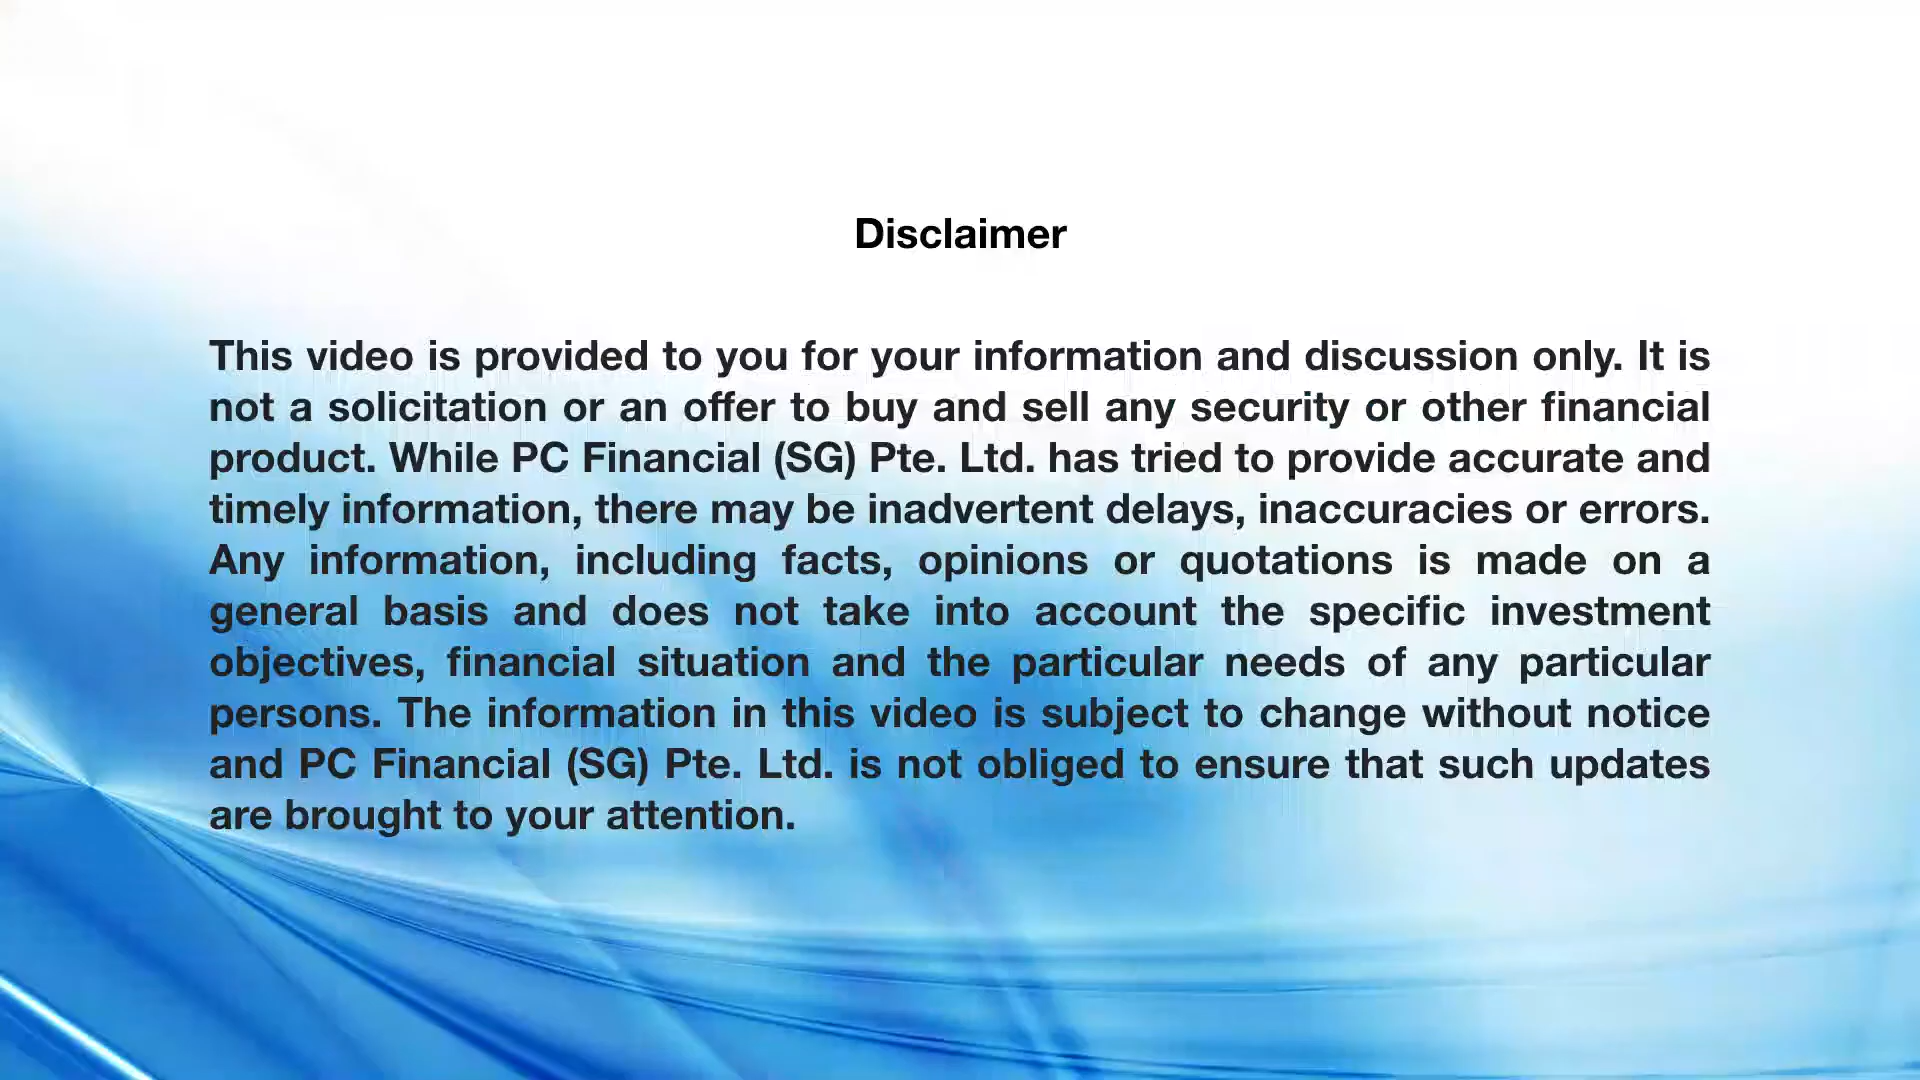 Disclaimer
This video is provided to you for your information and discussion only. It is
not a solicitation or an offer to buy and sell any security or other financial
product. While PC Financial (SG) Pte. Ltd. has tried to provide accurate and
timely information, there may be inadvertent delays, inaccuracies or errors.
Any information, including facts, opinions or quotations is made on a
general basis and does not take into account the specific investment
objectives, financial situation and the particular needs of any particular
persons. The information in this video is subject to change without notice
and PC Financial (SG) Pte. Ltd. is not obliged to ensure that such updates
are brought to your attention.